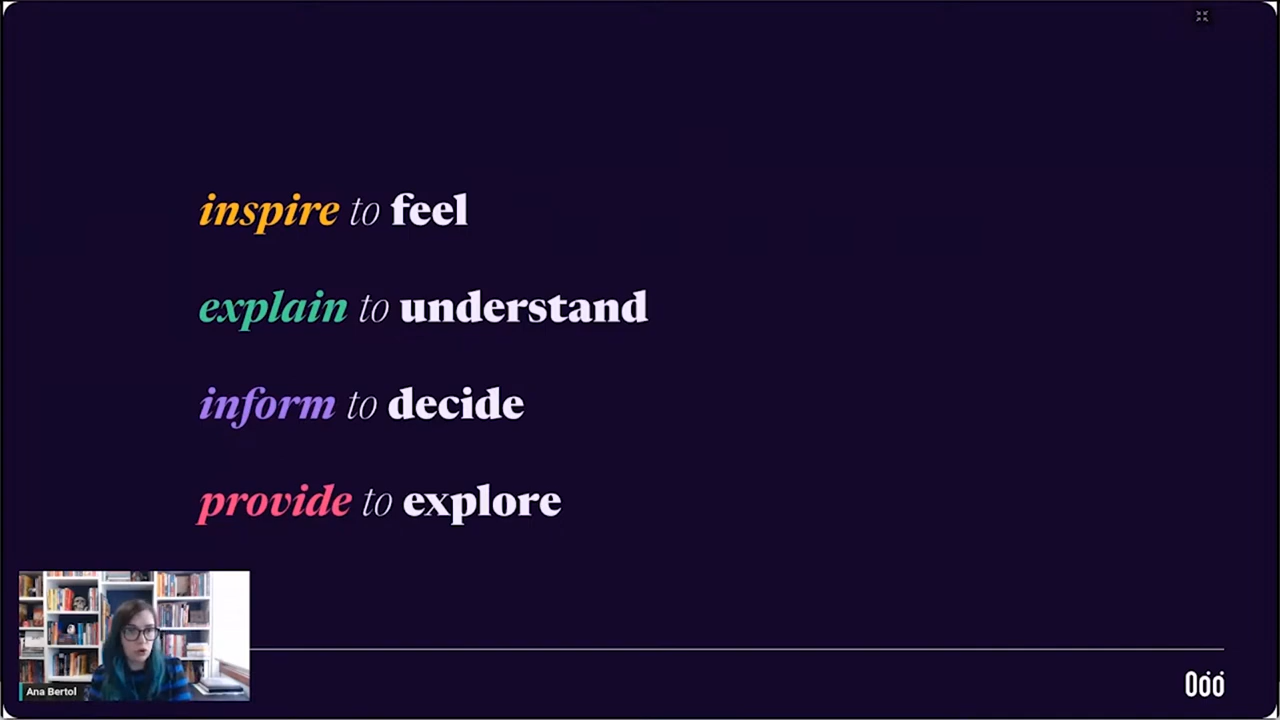 inspire to feel
explain to understand
inform to decide
provide to explore
Ana Bertol